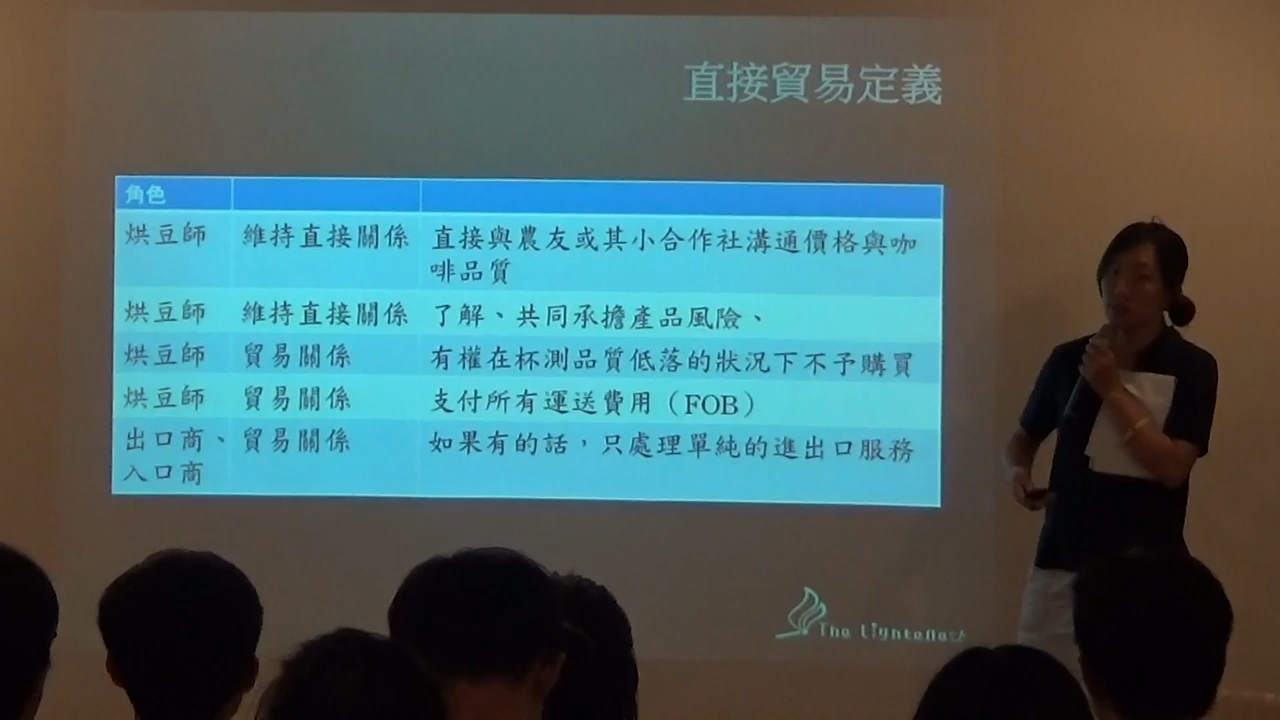 直接貿易定義
角色
烘豆師 維持直接關係 直接與農友或其小合作社溝通價格與咖
啡品質
烘豆師 維持直接關係 了解、共同承擔產品風險、
烘豆師 貿易關係 有權在杯測品質低落的狀況下不予購買
烘豆師 貿易關係 支付所有運送費用（FOB）
出口商、 貿易關係 如果有的話，只處理單純的進出口服務
入口商
The